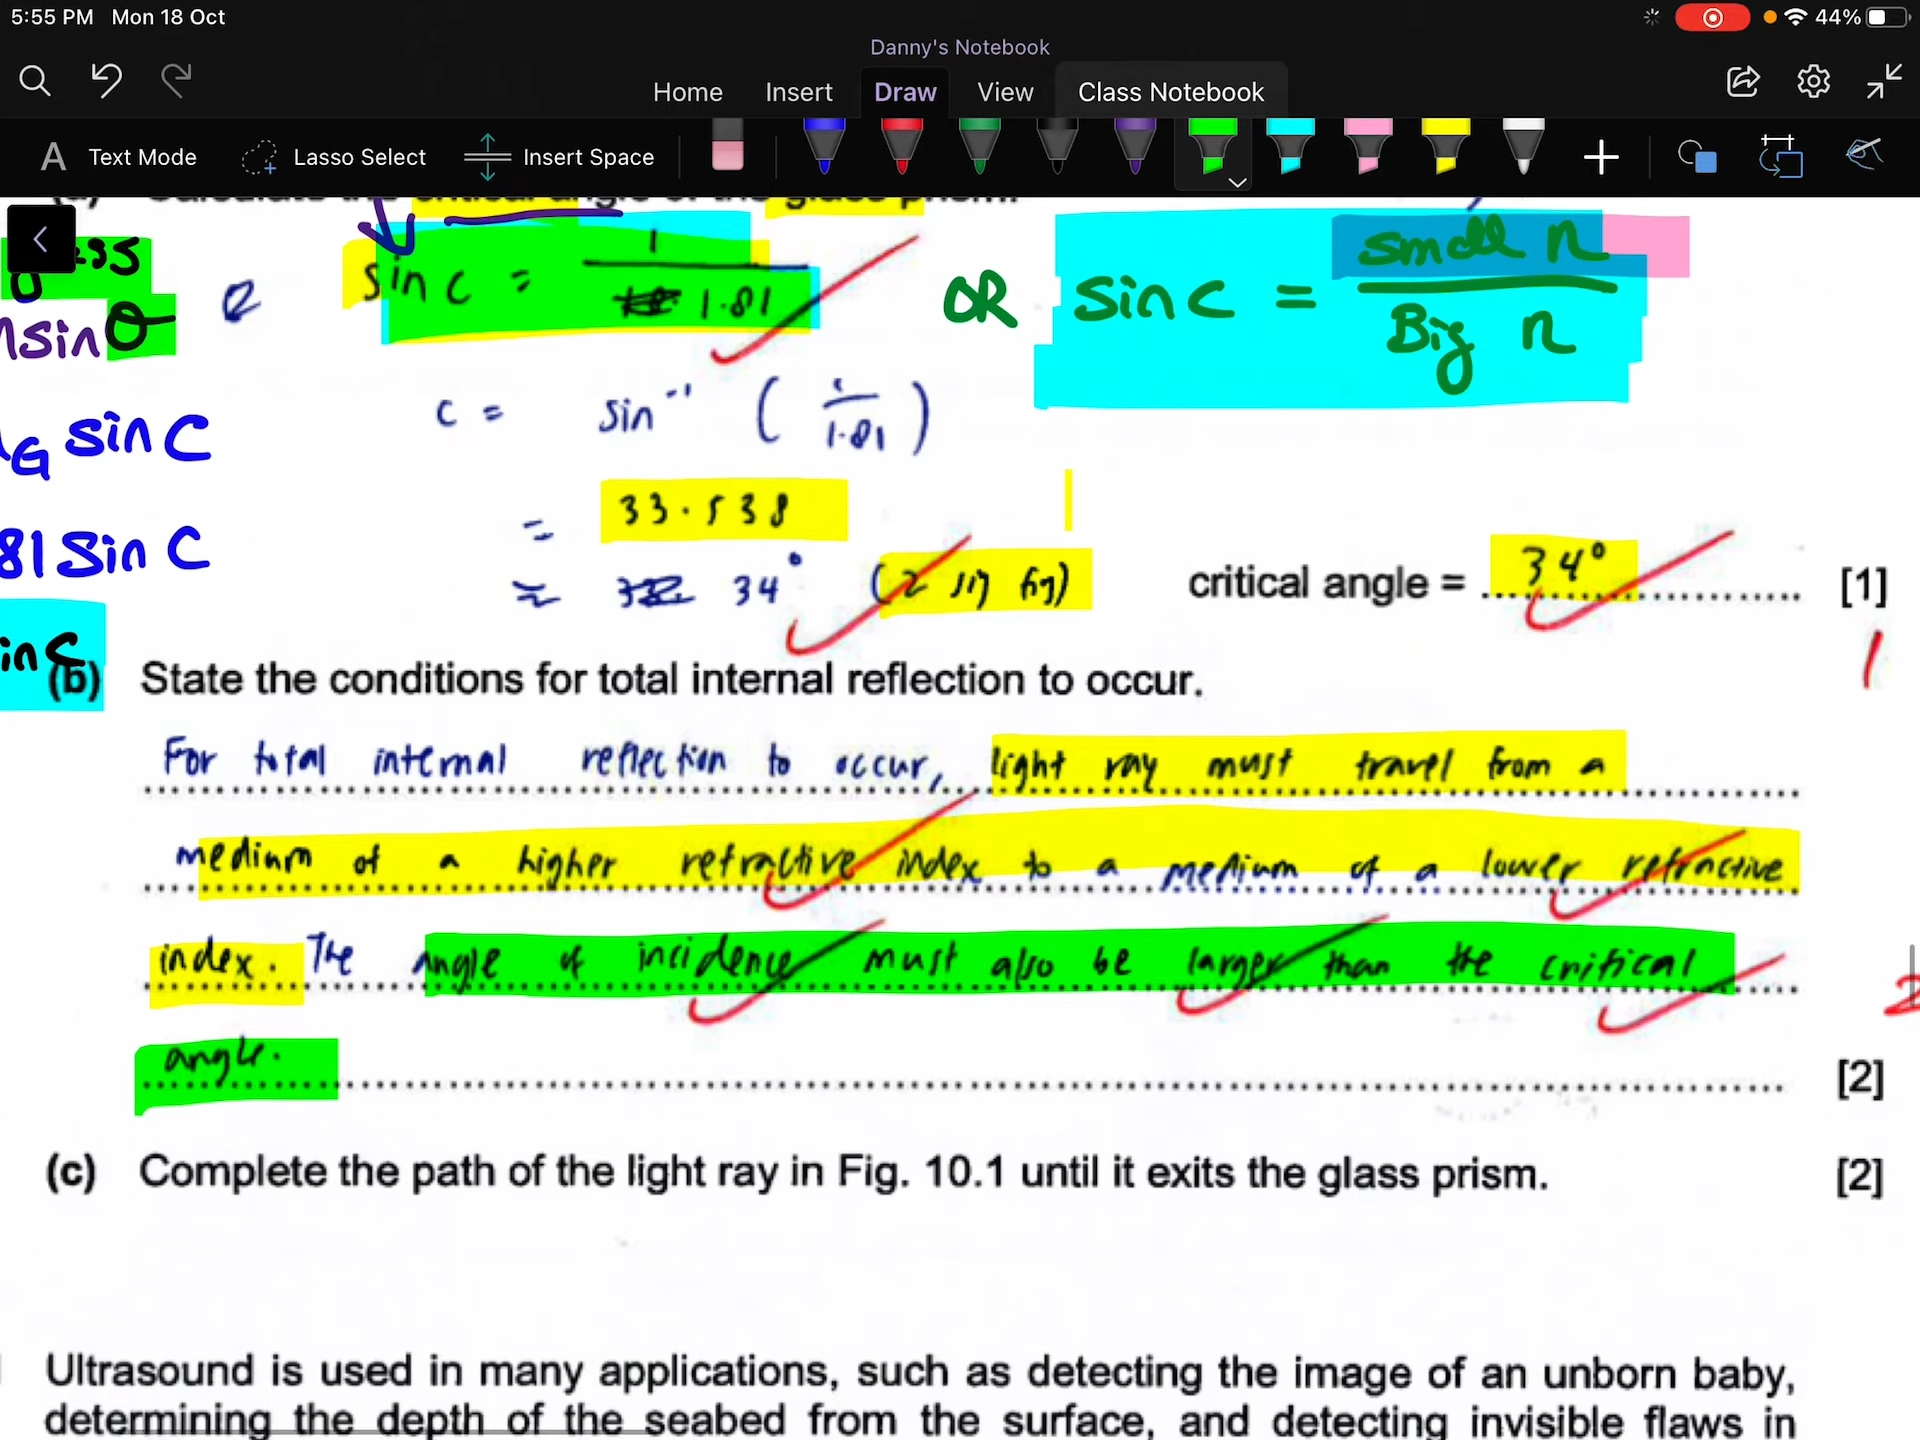 5:55 PM Mon 18 Oct
44%
Danny's Notebook
Home Insert Draw View Class Notebook
Text Mode Lasso Select Insert Space
sin c = 1 / 1.81
OR sin c = small n / Big n
sinθ
c = sin⁻¹ ( 1 / 1.81 )
G sin C
= 33.538
81 Sin C
≈ 34° (2 sig fig)
critical angle = 34° [1]
1
in C
(b) State the conditions for total internal reflection to occur.
For total internal reflection to occur, light ray must travel from a
medium of a higher refractive index to a medium of a lower refractive
index. The angle of incidence must also be larger than the critical
2
angle. [2]
(c) Complete the path of the light ray in Fig. 10.1 until it exits the glass prism. [2]
Ultrasound is used in many applications, such as detecting the image of an unborn baby,
determining the depth of the seabed from the surface, and detecting invisible flaws in